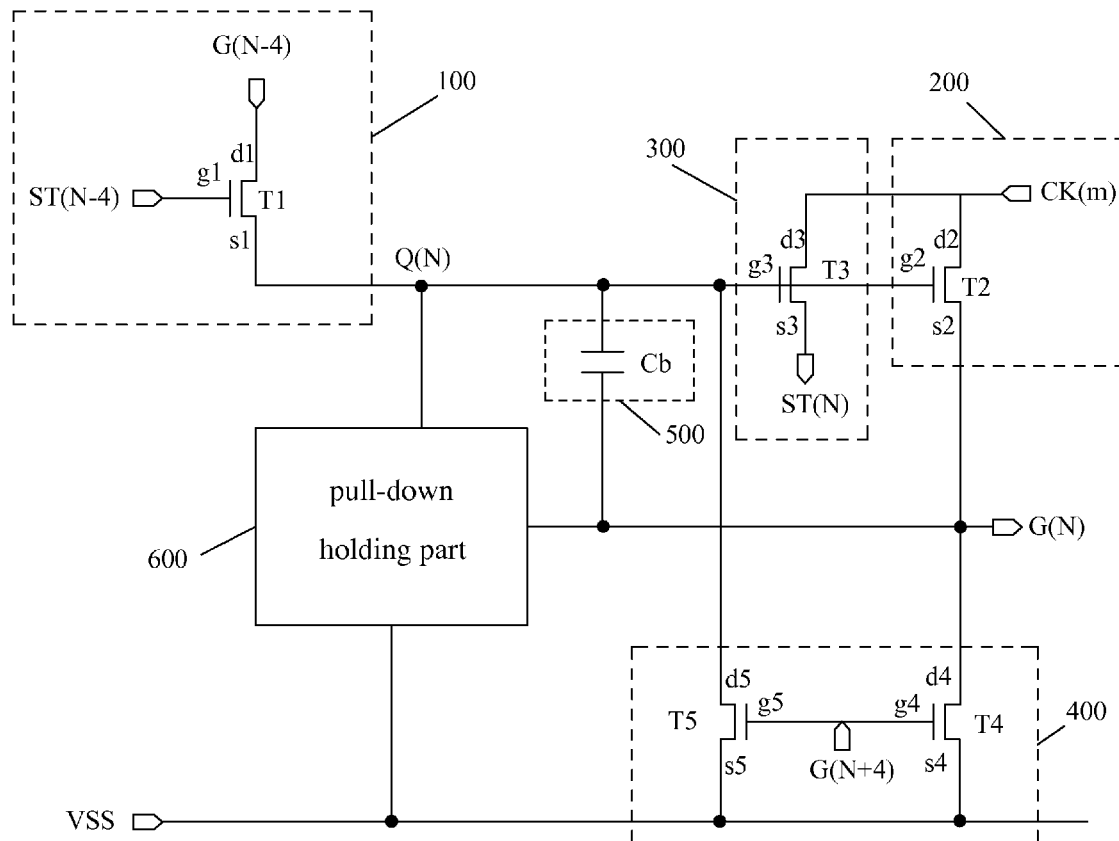 G(N-4)
100
200
d1
300
g1
ST(N-4)
T1
CK(m)
s1
d3
d2
Q(N)
g3
T3
g2
T2
s3
s2
Cb
ST(N)
500
pull-down
holding part
600
G(N)
d5
d4
g5
g4
T5
T4
400
s5
G(N+4)
s4
VSS